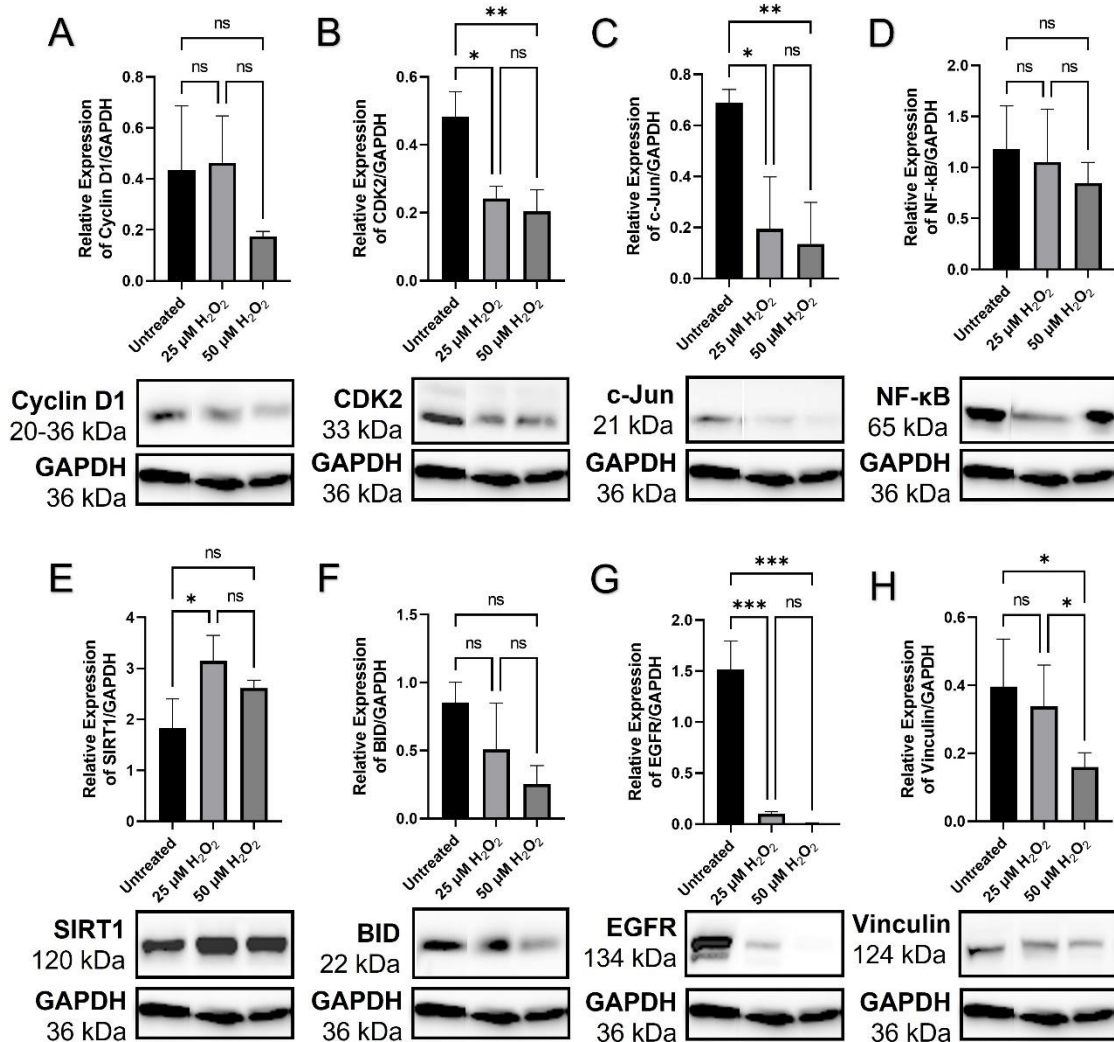 A
ns
ns
ns
Relative Expression
of Cyclin D1/GAPDH
0.8
0.6
0.4
0.2
0.0
Untreated
25 µM H₂O₂
50 µM H₂O₂
Cyclin D1
20-36 kDa
GAPDH
36 kDa
B
**
*
ns
Relative Expression
of CDK2/GAPDH
0.6
0.4
0.2
0.0
Untreated
25 µM H₂O₂
50 µM H₂O₂
CDK2
33 kDa
GAPDH
36 kDa
C
**
*
ns
Relative Expression
of c-Jun/GAPDH
0.8
0.6
0.4
0.2
0.0
Untreated
25 µM H₂O₂
50 µM H₂O₂
c-Jun
21 kDa
GAPDH
36 kDa
D
ns
ns
ns
Relative Expression
of NF-kB/GAPDH
2.0
1.5
1.0
0.5
0.0
Untreated
25 µM H₂O₂
50 µM H₂O₂
NF-κB
65 kDa
GAPDH
36 kDa
E
ns
*
ns
Relative Expression
of SIRT1/GAPDH
4
3
2
1
0
Untreated
25 µM H₂O₂
50 µM H₂O₂
SIRT1
120 kDa
GAPDH
36 kDa
F
ns
ns
ns
Relative Expression
of BID/GAPDH
1.5
1.0
0.5
0.0
Untreated
25 µM H₂O₂
50 µM H₂O₂
BID
22 kDa
GAPDH
36 kDa
G
***
***
ns
Relative Expression
of EGFR/GAPDH
2.0
1.5
1.0
0.5
0.0
Untreated
25 µM H₂O₂
50 µM H₂O₂
EGFR
134 kDa
GAPDH
36 kDa
H
*
ns
*
Relative Expression
of Vinculin/GAPDH
0.6
0.4
0.2
0.0
Untreated
25 µM H₂O₂
50 µM H₂O₂
Vinculin
124 kDa
GAPDH
36 kDa